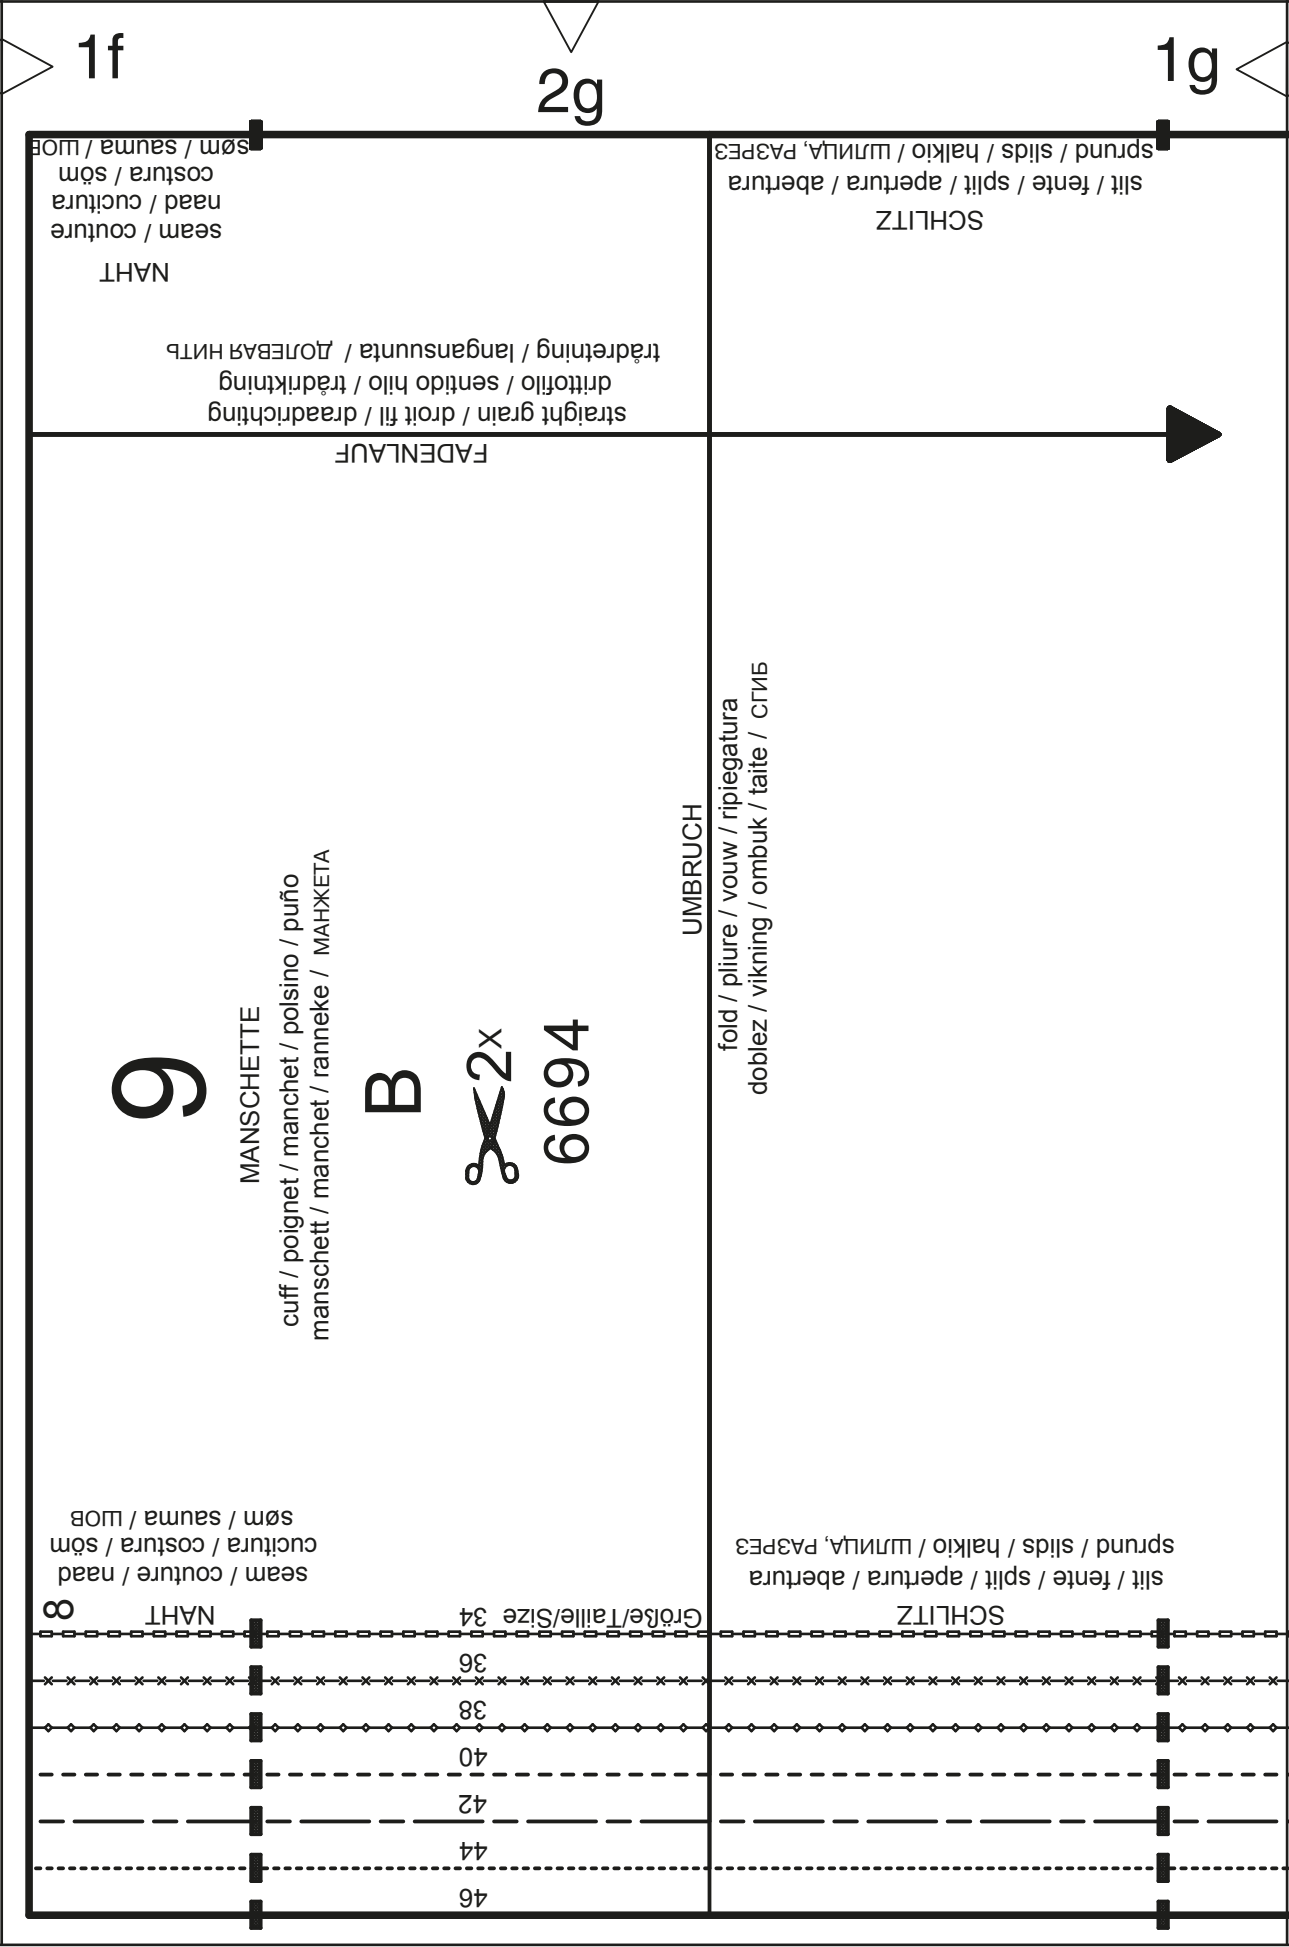 1f
2g
1g
NAHT
seam / couture
naad / cucitura
costura / söm
søm / sauma / ШОВ
SCHLITZ
slit / fente / split / apertura / abertura
sprund / slids / halkio / ШЛИЦА, РАЗРЕЗ
FADENLAUF
straight grain / droit fil / draadrichting
drittofilo / sentido hilo / trådriktning
trådretning / langansuunta / ДОЛЕВАЯ НИТЬ
9
MANSCHETTE
cuff / poignet / manchet / polsino / puño
manschett / manchet / ranneke / МАНЖЕТА
B
2x
6694
UMBRUCH
fold / pliure / vouw / ripiegatura
doblez / vikning / ombuk / taite / СГИБ
8
NAHT
seam / couture / naad
cucitura / costura / söm
søm / sauma / ШОВ
SCHLITZ
slit / fente / split / apertura / abertura
sprund / slids / halkio / ШЛИЦА, РАЗРЕЗ
Größe/Taille/Size 34
36
38
40
42
44
46